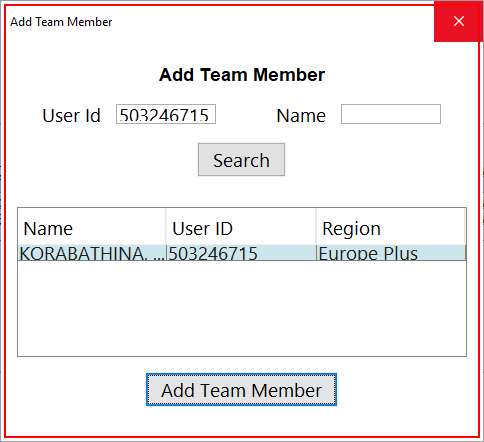 Add Team Member
Add Team Member
User Id 503246715 Name
Search
Name User ID Region
KORABATHINA, ... 503246715 Europe Plus
Add Team Member